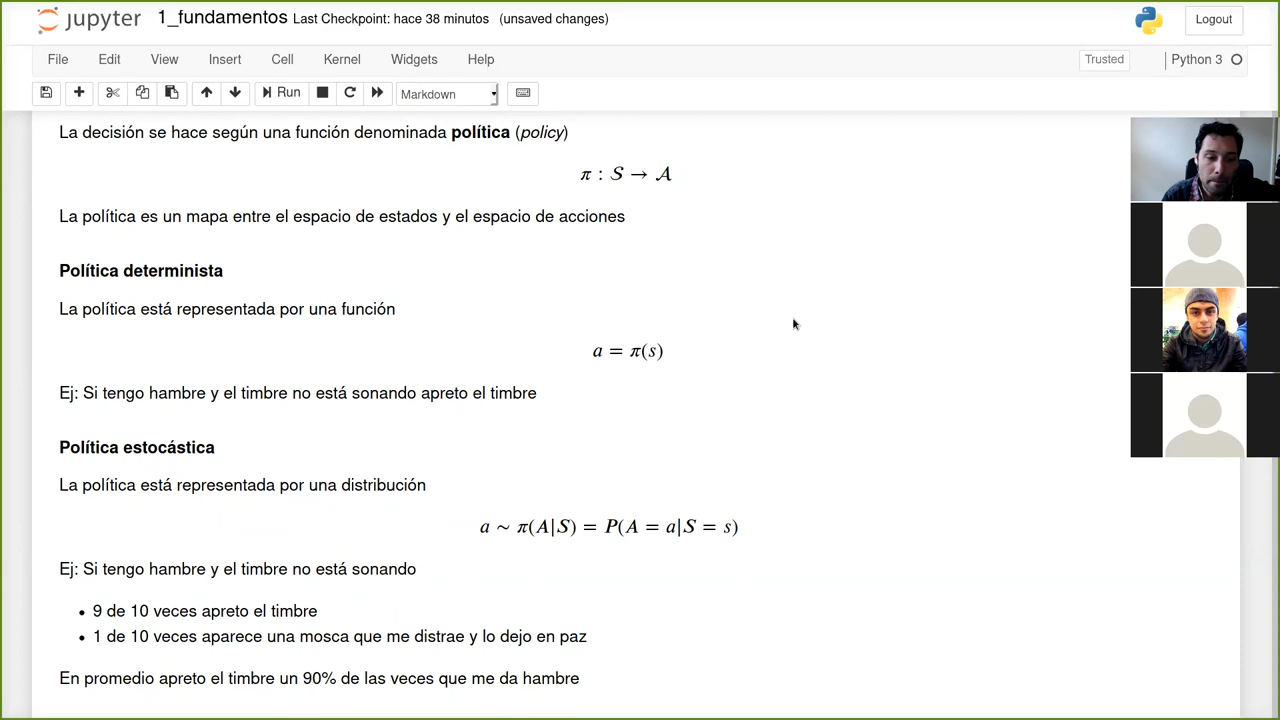 jupyter 1_fundamentos Last Checkpoint: hace 38 minutos (unsaved changes)
Logout
File Edit View Insert Cell Kernel Widgets Help
Trusted Python 3
Run Markdown
La decisión se hace según una función denominada política (policy)
π : S → A
La política es un mapa entre el espacio de estados y el espacio de acciones
Política determinista
La política está representada por una función
a = π(s)
Ej: Si tengo hambre y el timbre no está sonando apreto el timbre
Política estocástica
La política está representada por una distribución
a ∼ π(A|S) = P(A = a|S = s)
Ej: Si tengo hambre y el timbre no está sonando
• 9 de 10 veces apreto el timbre
• 1 de 10 veces aparece una mosca que me distrae y lo dejo en paz
En promedio apreto el timbre un 90% de las veces que me da hambre